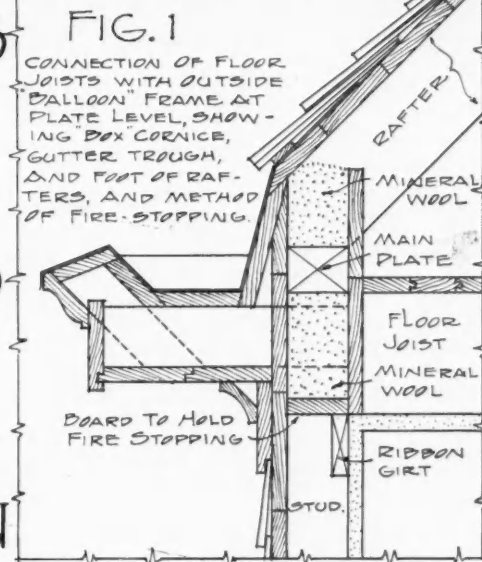 FIG. 1
CONNECTION OF FLOOR
JOISTS WITH OUTSIDE
"BALLOON" FRAME AT
PLATE LEVEL, SHOW-
ING "BOX" CORNICE,
GUTTER TROUGH,
AND FOOT OF RAF-
TERS, AND METHOD
OF FIRE-STOPPING.
RAFTER
MINERAL
WOOL
MAIN
PLATE
FLOOR
JOIST
MINERAL
WOOL
BOARD TO HOLD
FIRE STOPPING
RIBBON
GIRT
STUD.